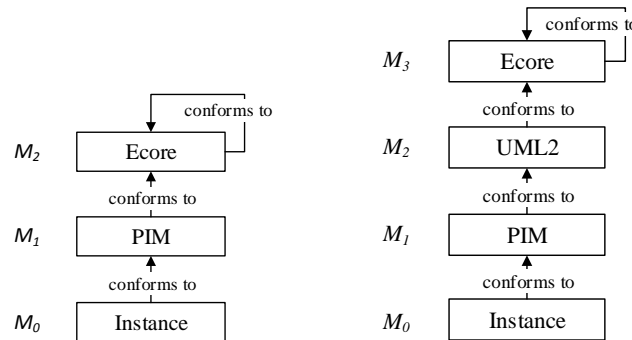 conforms to
M2 Ecore
conforms to
M1 PIM
conforms to
M0 Instance
conforms to
M3 Ecore
conforms to
M2 UML2
conforms to
M1 PIM
conforms to
M0 Instance